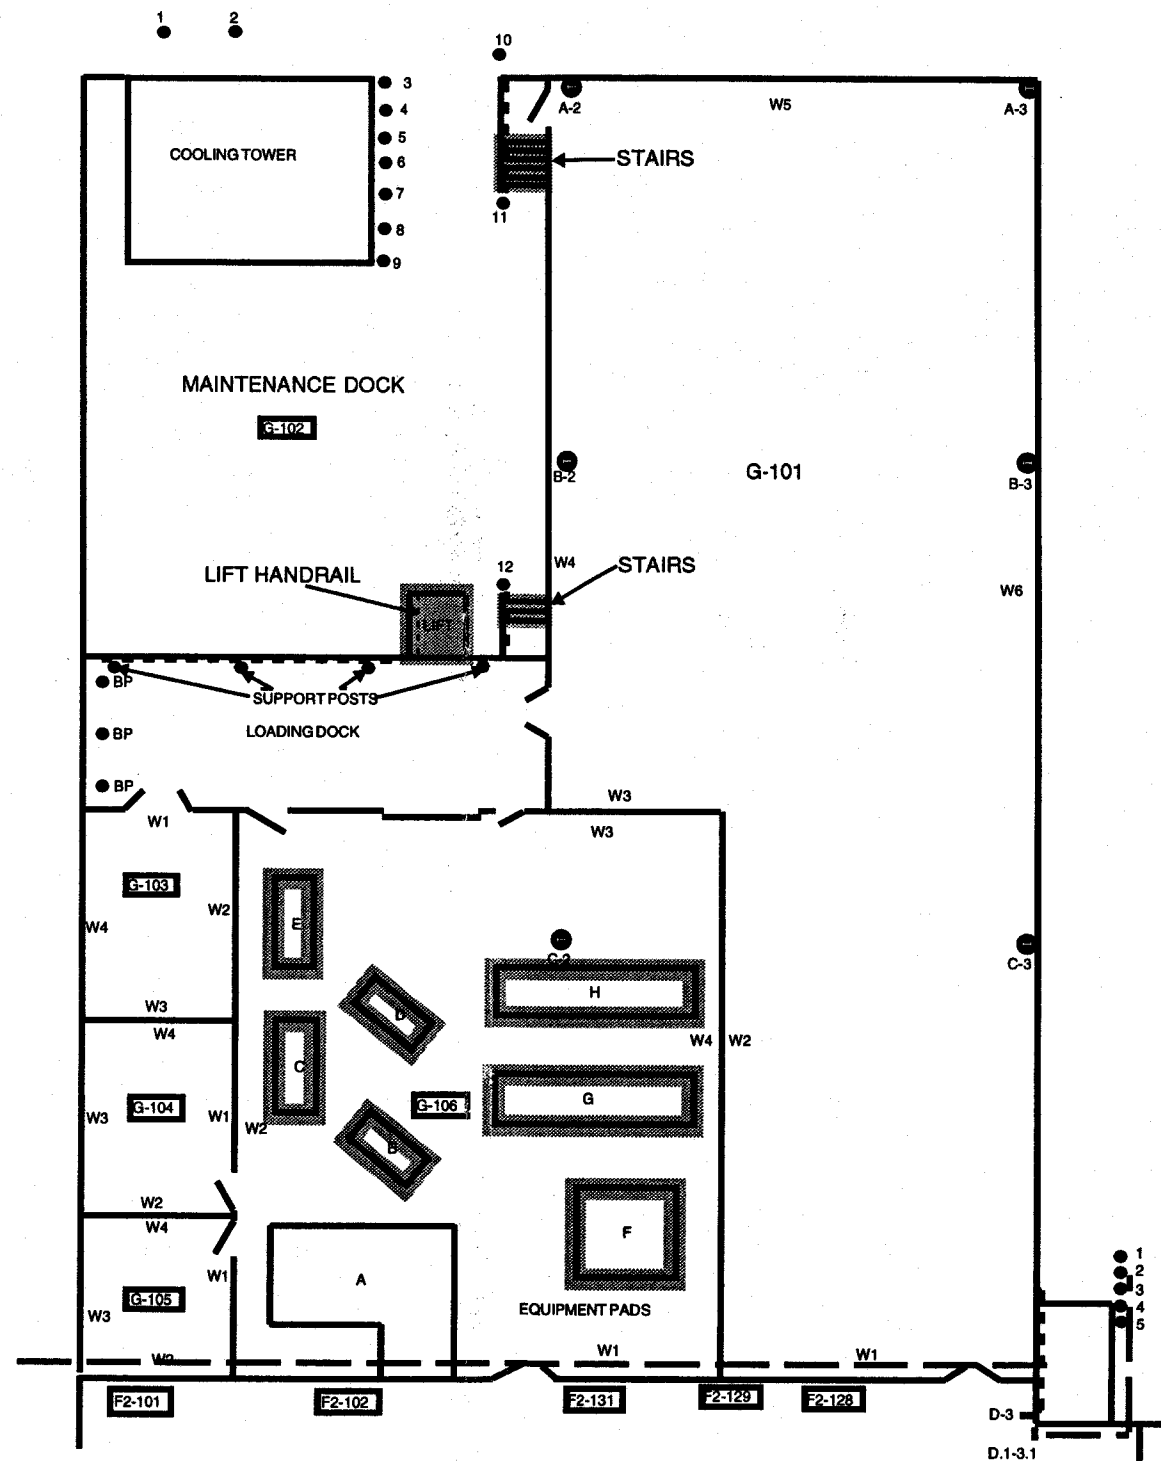 1 2
10
3
4
5
6
7
8
9
COOLING TOWER
A-2
W5
A-3
STAIRS
11
MAINTENANCE DOCK
G-102
B-2
G-101
B-3
12
W4
STAIRS
LIFT HANDRAIL
W6
LIFT
BP
SUPPORT POSTS
BP
LOADING DOCK
BP
W3
W1
W3
G-103
W2
E
W4
C-2
C-3
H
W3
D
W4
W4 W2
C
G
G-104
G-106
W3
W1
W2
B
W2
W4
F
W1
A
1
2
3
4
5
G-105
W3
EQUIPMENT PADS
W1
W1
W2
F2-101
F2-102
F2-131
F2-129
F2-128
D-3
D.1-3.1